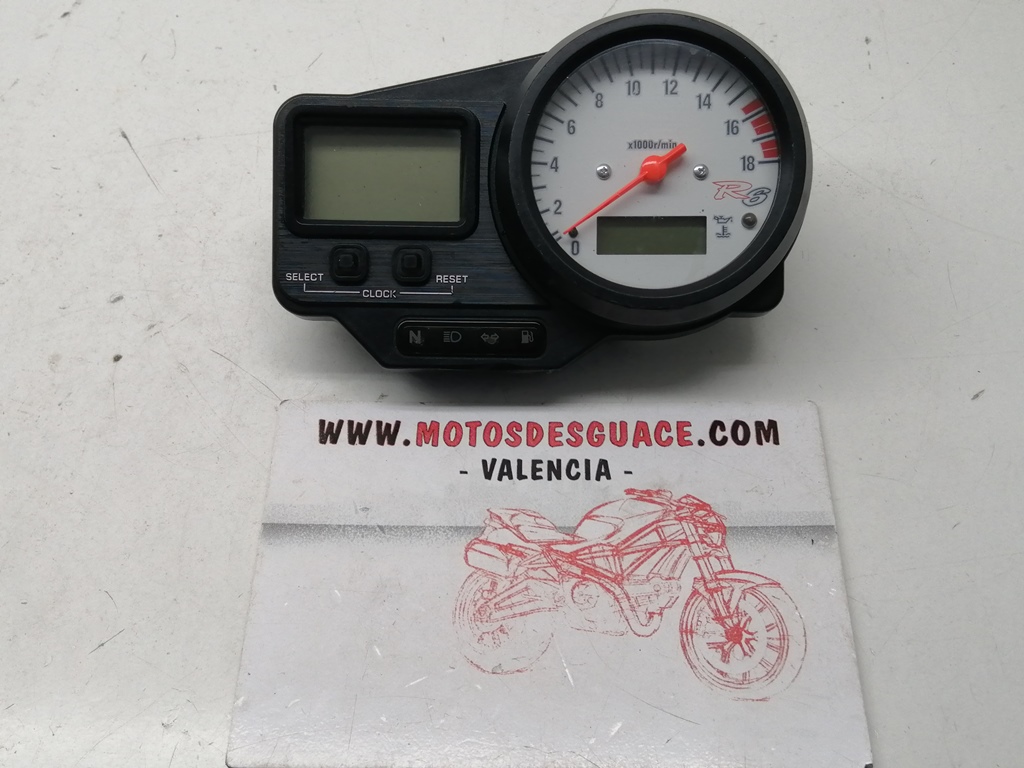 0 2 4 6 8 10 12 14 16 18
x1000r/min
R6
SELECT
RESET
CLOCK
N
WWW.MOTOSDESGUACE.COM
- VALENCIA -